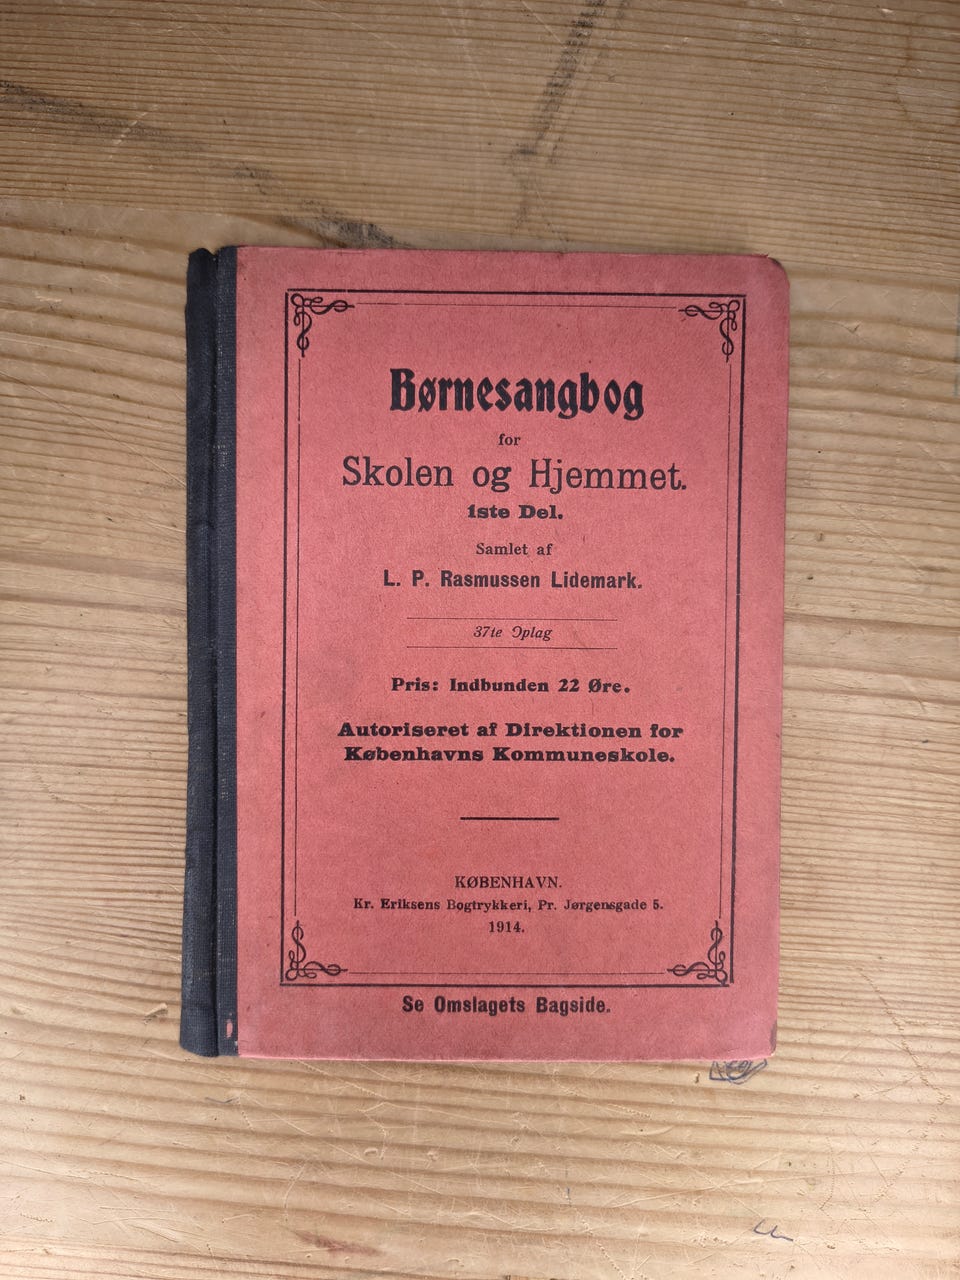 Børnesangbog
for
Skolen og Hjemmet.
1ste Del.
Samlet af
L. P. Rasmussen Lidemark.
37te Oplag
Pris: Indbunden 22 Øre.
Autoriseret af Direktionen for
Københavns Kommuneskole.
KØBENHAVN.
Kr. Eriksens Bogtrykkeri, Pr. Jørgensgade 5.
1914.
Se Omslagets Bagside.